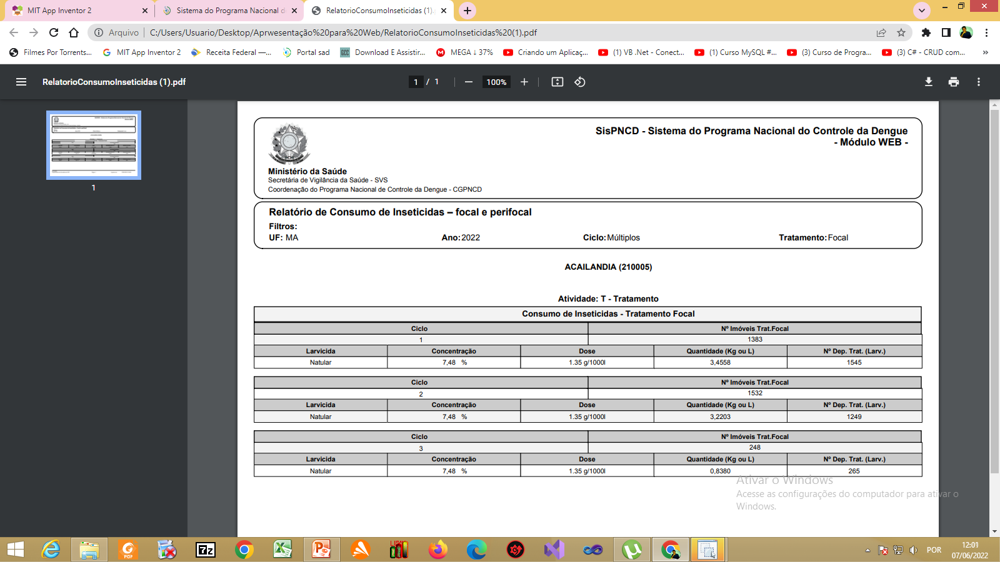 MIT App Inventor 2
Sistema do Programa Nacional d
RelatorioConsumoInseticidas (1).
Arquivo
C:/Users/Usuario/Desktop/Aprwesentação%20para%20Web/RelatorioConsumoInseticidas%20(1).pdf
Filmes Por Torrents...
MIT App Inventor 2
Receita Federal —...
Portal sad
Download E Assistir...
MEGA ↓ 37%
Criando um Aplicaç...
(1) VB .Net - Conect...
(1) Curso MySQL #...
(3) Curso de Progra...
(3) C# - CRUD com...
»
RelatorioConsumoInseticidas (1).pdf
1 / 1
100%
1
SisPNCD - Sistema do Programa Nacional do Controle da Dengue
- Módulo WEB -
Ministério da Saúde
Secretária de Vigilância da Saúde - SVS
Coordenação do Programa Nacional de Controle da Dengue - CGPNCD
Relatório de Consumo de Inseticidas – focal e perifocal
Filtros:
UF: MA Ano:2022 Ciclo:Múltiplos Tratamento:Focal
ACAILANDIA (210005)
Atividade: T - Tratamento
Consumo de Inseticidas - Tratamento Focal
Ciclo Nº Imóveis Trat.Focal
1 1383
Larvicida Concentração Dose Quantidade (Kg ou L) Nº Dep. Trat. (Larv.)
Natular 7,48 % 1.35 g/1000l 3,4558 1545
Ciclo Nº Imóveis Trat.Focal
2 1532
Larvicida Concentração Dose Quantidade (Kg ou L) Nº Dep. Trat. (Larv.)
Natular 7,48 % 1.35 g/1000l 3,2203 1249
Ciclo Nº Imóveis Trat.Focal
3 248
Larvicida Concentração Dose Quantidade (Kg ou L) Nº Dep. Trat. (Larv.)
Natular 7,48 % 1.35 g/1000l 0,8380 265
Ativar o Windows
Acesse as configurações do computador para ativar o
Windows.
POR
12:01
07/06/2022